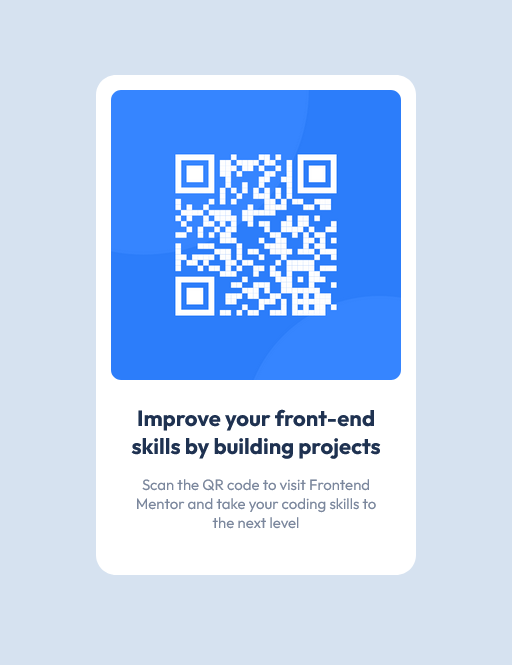 Improve your front-end
skills by building projects
Scan the QR code to visit Frontend
Mentor and take your coding skills to
the next level